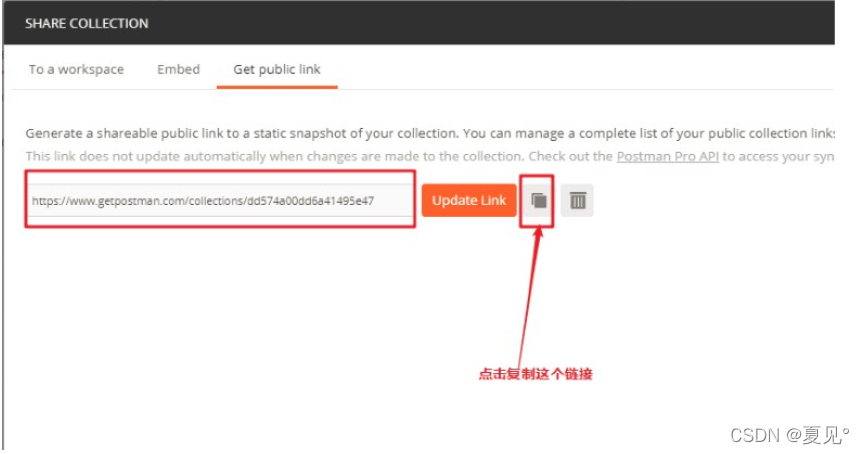 SHARE COLLECTION
To a workspace Embed Get public link
Generate a shareable public link to a static snapshot of your collection. You can manage a complete list of your public collection links
This link does not update automatically when changes are made to the collection. Check out the Postman Pro API to access your syn
https://www.getpostman.com/collections/dd574a00dd6a41495e47 Update Link
点击复制这个链接
CSDN @夏见°